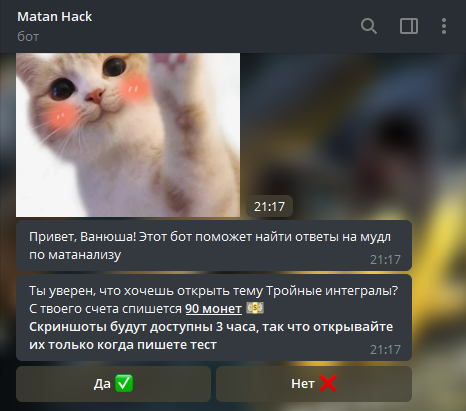 Matan Hack
бот
21:17
Привет, Ванюша! Этот бот поможет найти ответы на мудл
по матанализу
21:17
Ты уверен, что хочешь открыть тему Тройные интегралы?
С твоего счета спишется 90 монет 💵
Скриншоты будут доступны 3 часа, так что открывайте
их только когда пишете тест
21:17
Да ✅
Нет ❌